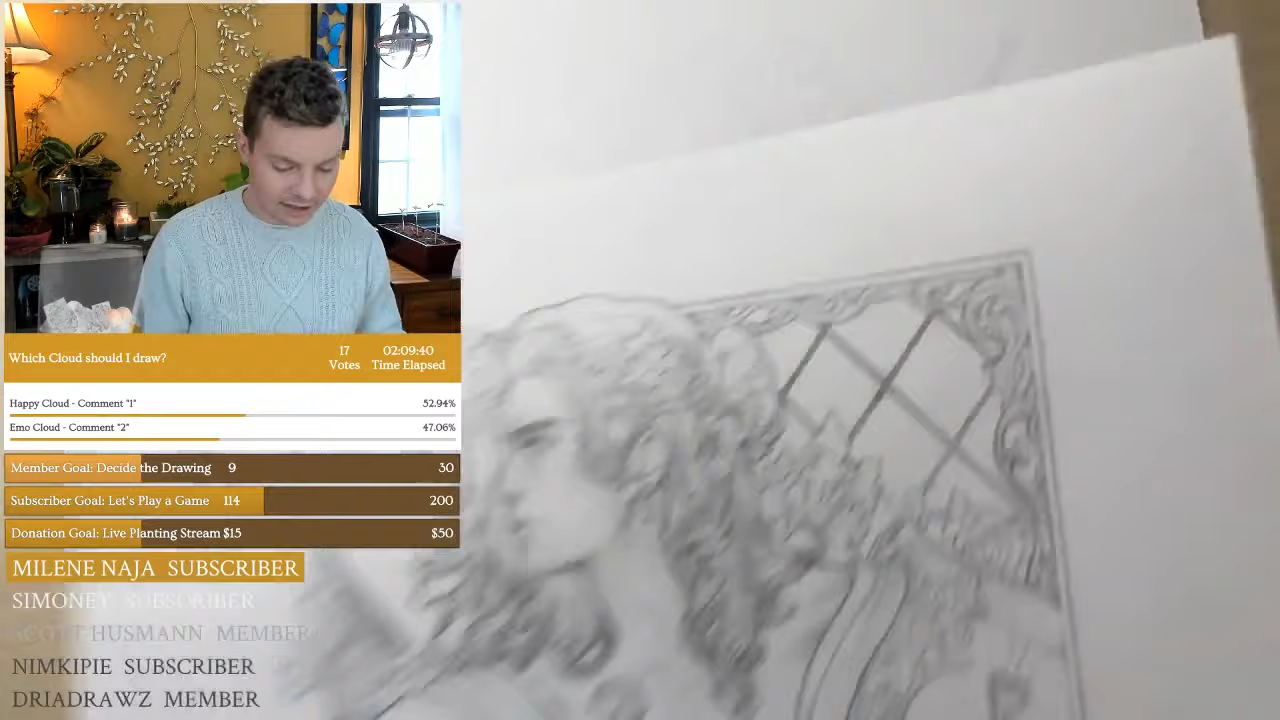 Which Cloud should I draw?
17 Votes
02:09:40 Time Elapsed
Happy Cloud - Comment "1" 52.94%
Emo Cloud - Comment "2" 47.06%
Member Goal: Decide the Drawing 9 30
Subscriber Goal: Let's Play a Game 114 200
Donation Goal: Live Planting Stream $15 $50
MILENE NAJA SUBSCRIBER
SIMONEY SUBSCRIBER
SCOTT HUSMANN MEMBER
NIMKIPIE SUBSCRIBER
DRIADRAWZ MEMBER